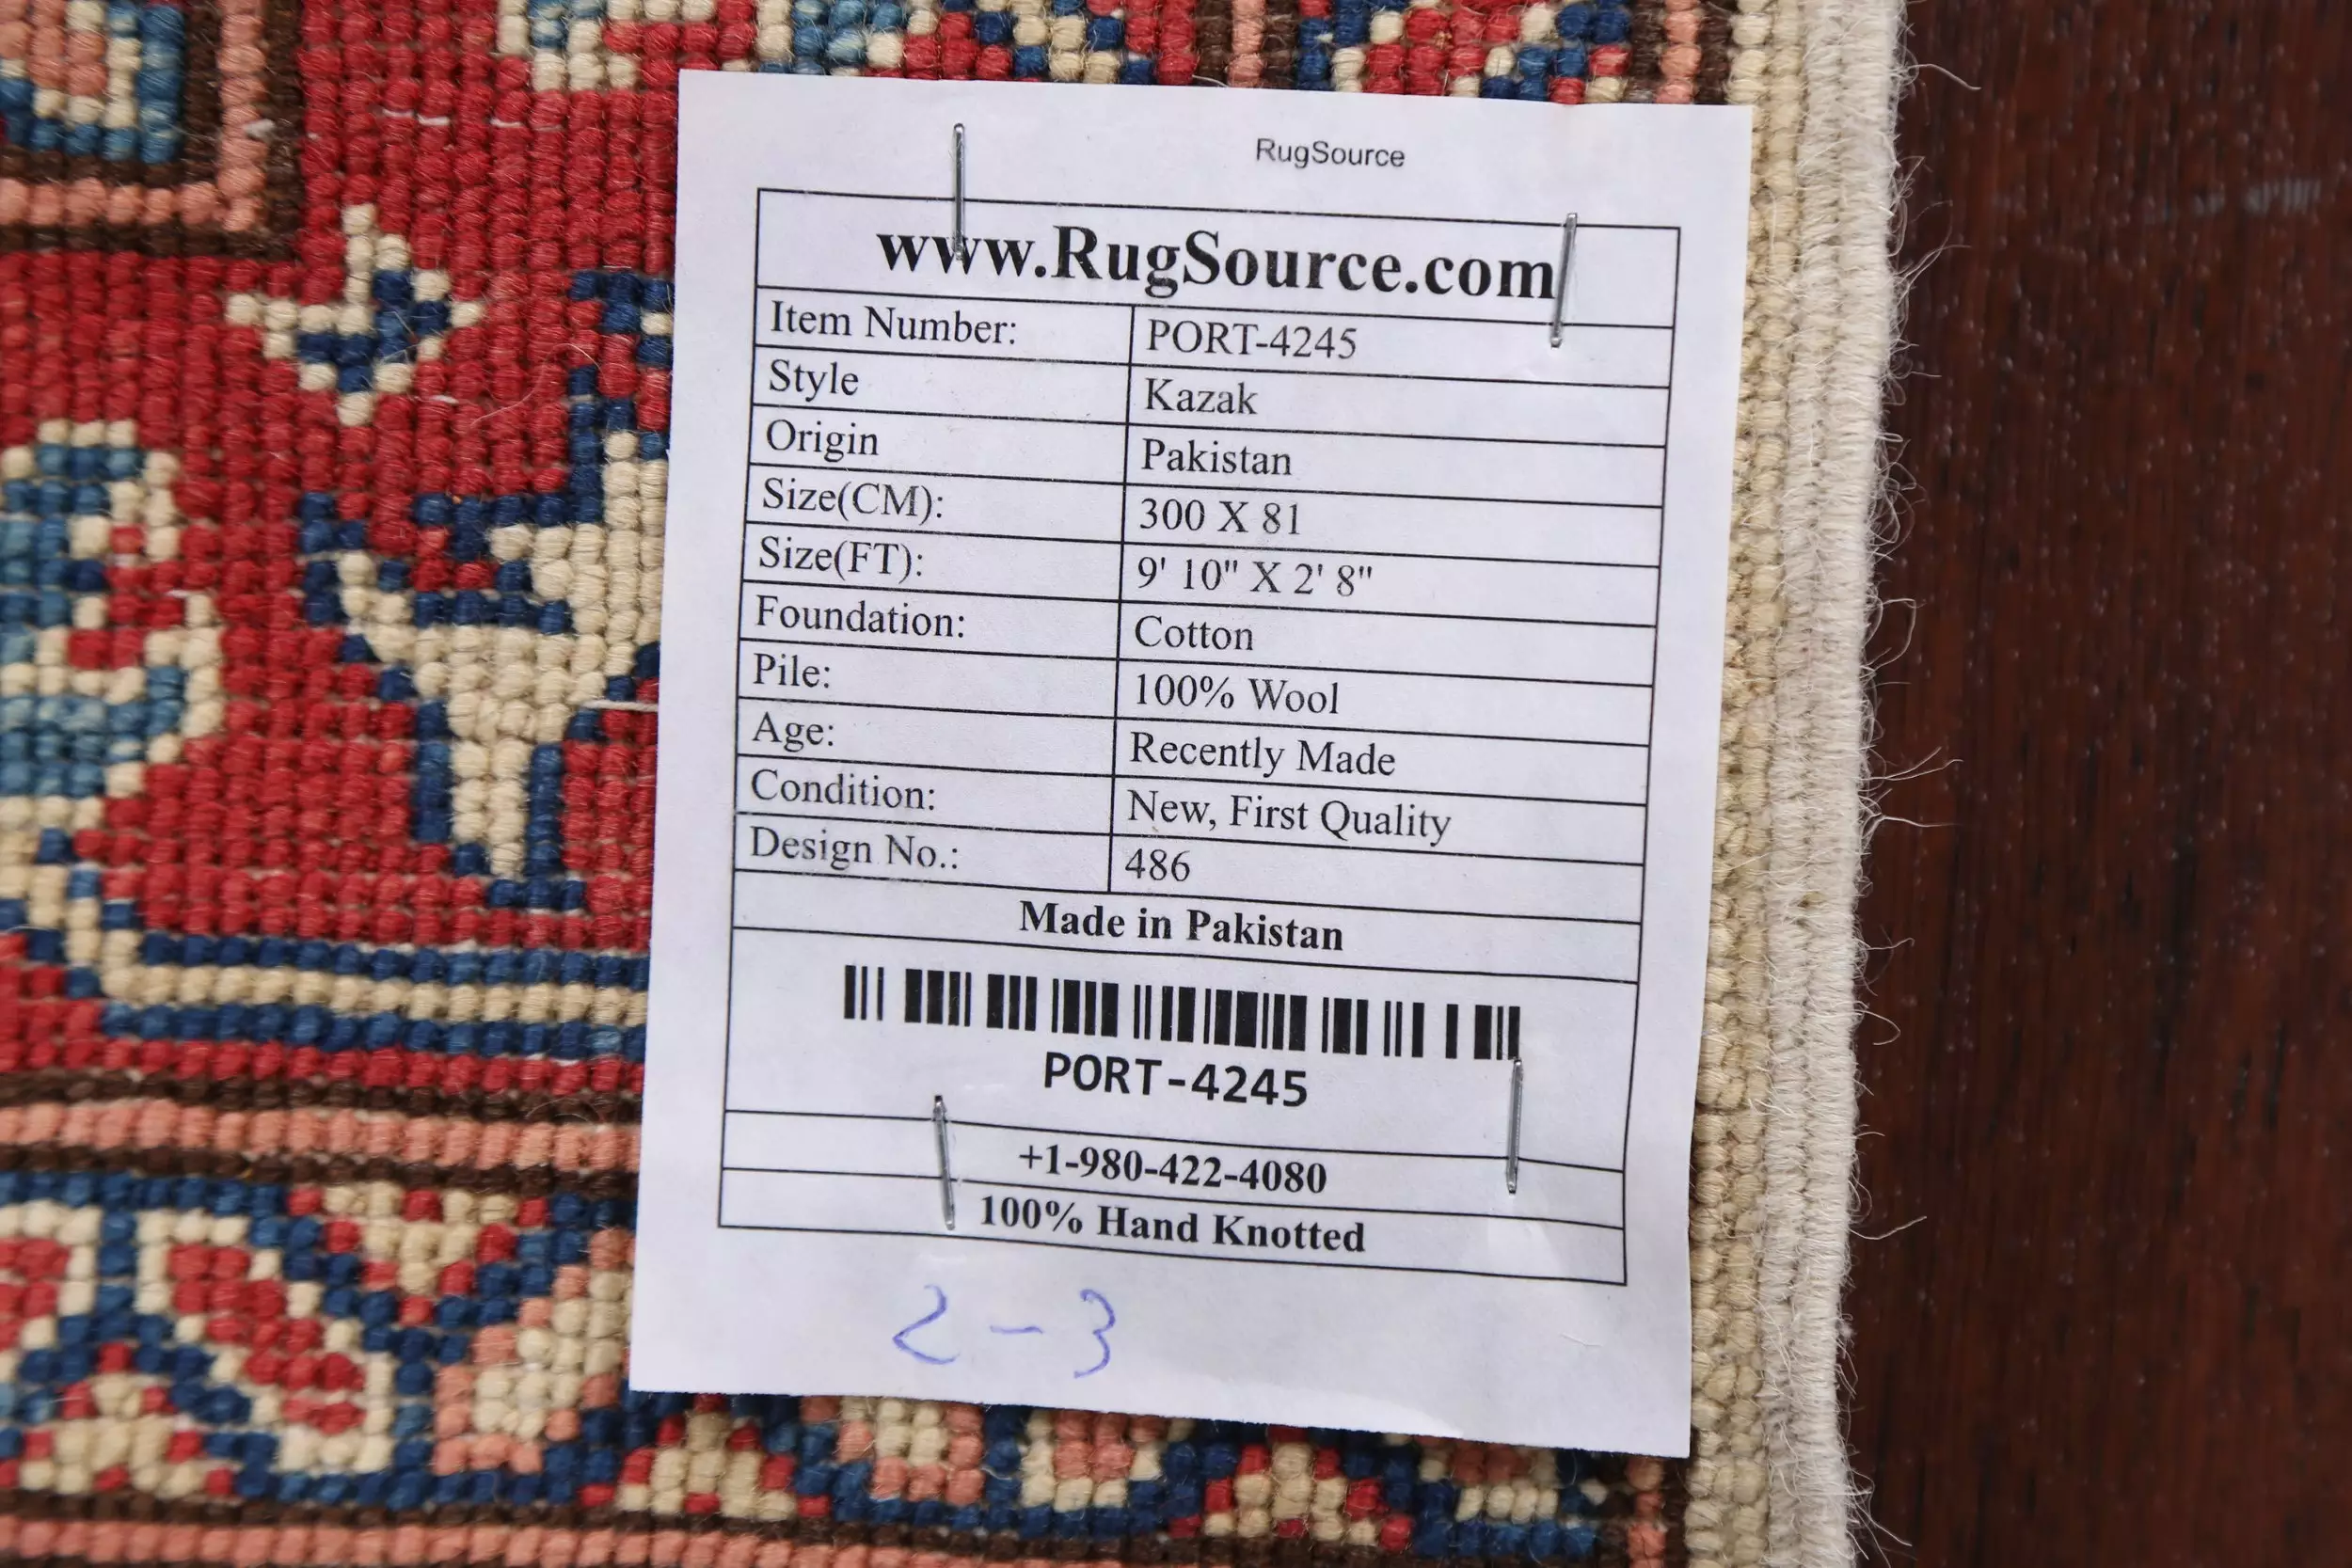 RugSource
www.RugSource.com
Item Number: PORT-4245
Style Kazak
Origin Pakistan
Size(CM): 300 X 81
Size(FT): 9' 10" X 2' 8"
Foundation: Cotton
Pile: 100% Wool
Age: Recently Made
Condition: New, First Quality
Design No.: 486
Made in Pakistan
PORT-4245
+1-980-422-4080
100% Hand Knotted
2-3